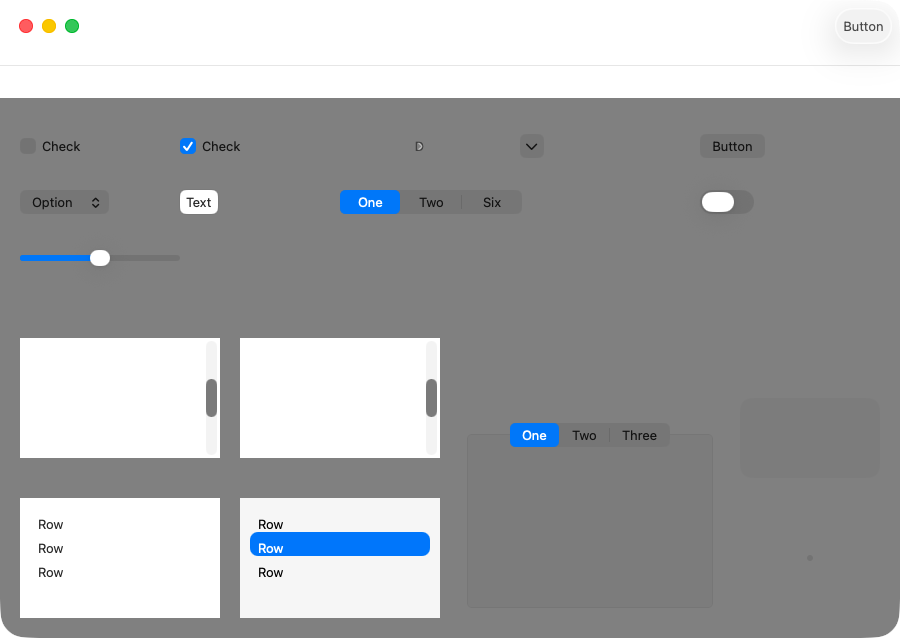 Button
Check
Check
Button
Option
Text
One
Two
Six
One
Two
Three
Row
Row
Row
Row
Row
Row